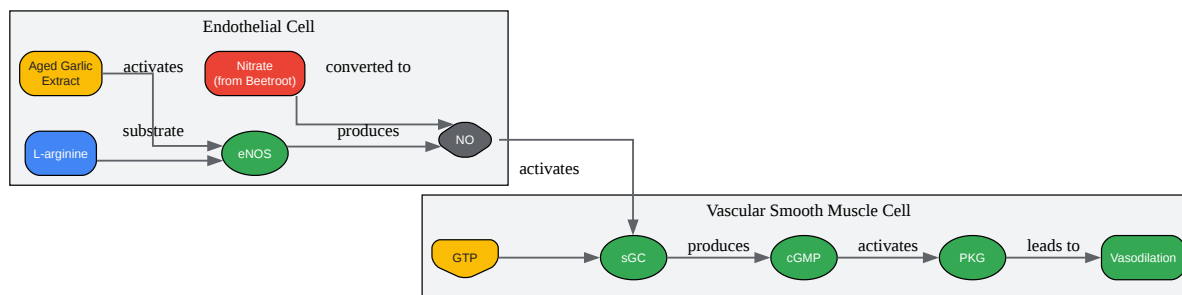 Endothelial Cell
Aged Garlic
Extract
activates
Nitrate
(from Beetroot)
converted to
L-arginine
substrate
eNOS
produces
NO
activates
Vascular Smooth Muscle Cell
GTP
sGC
produces
cGMP
activates
PKG
leads to
Vasodilation